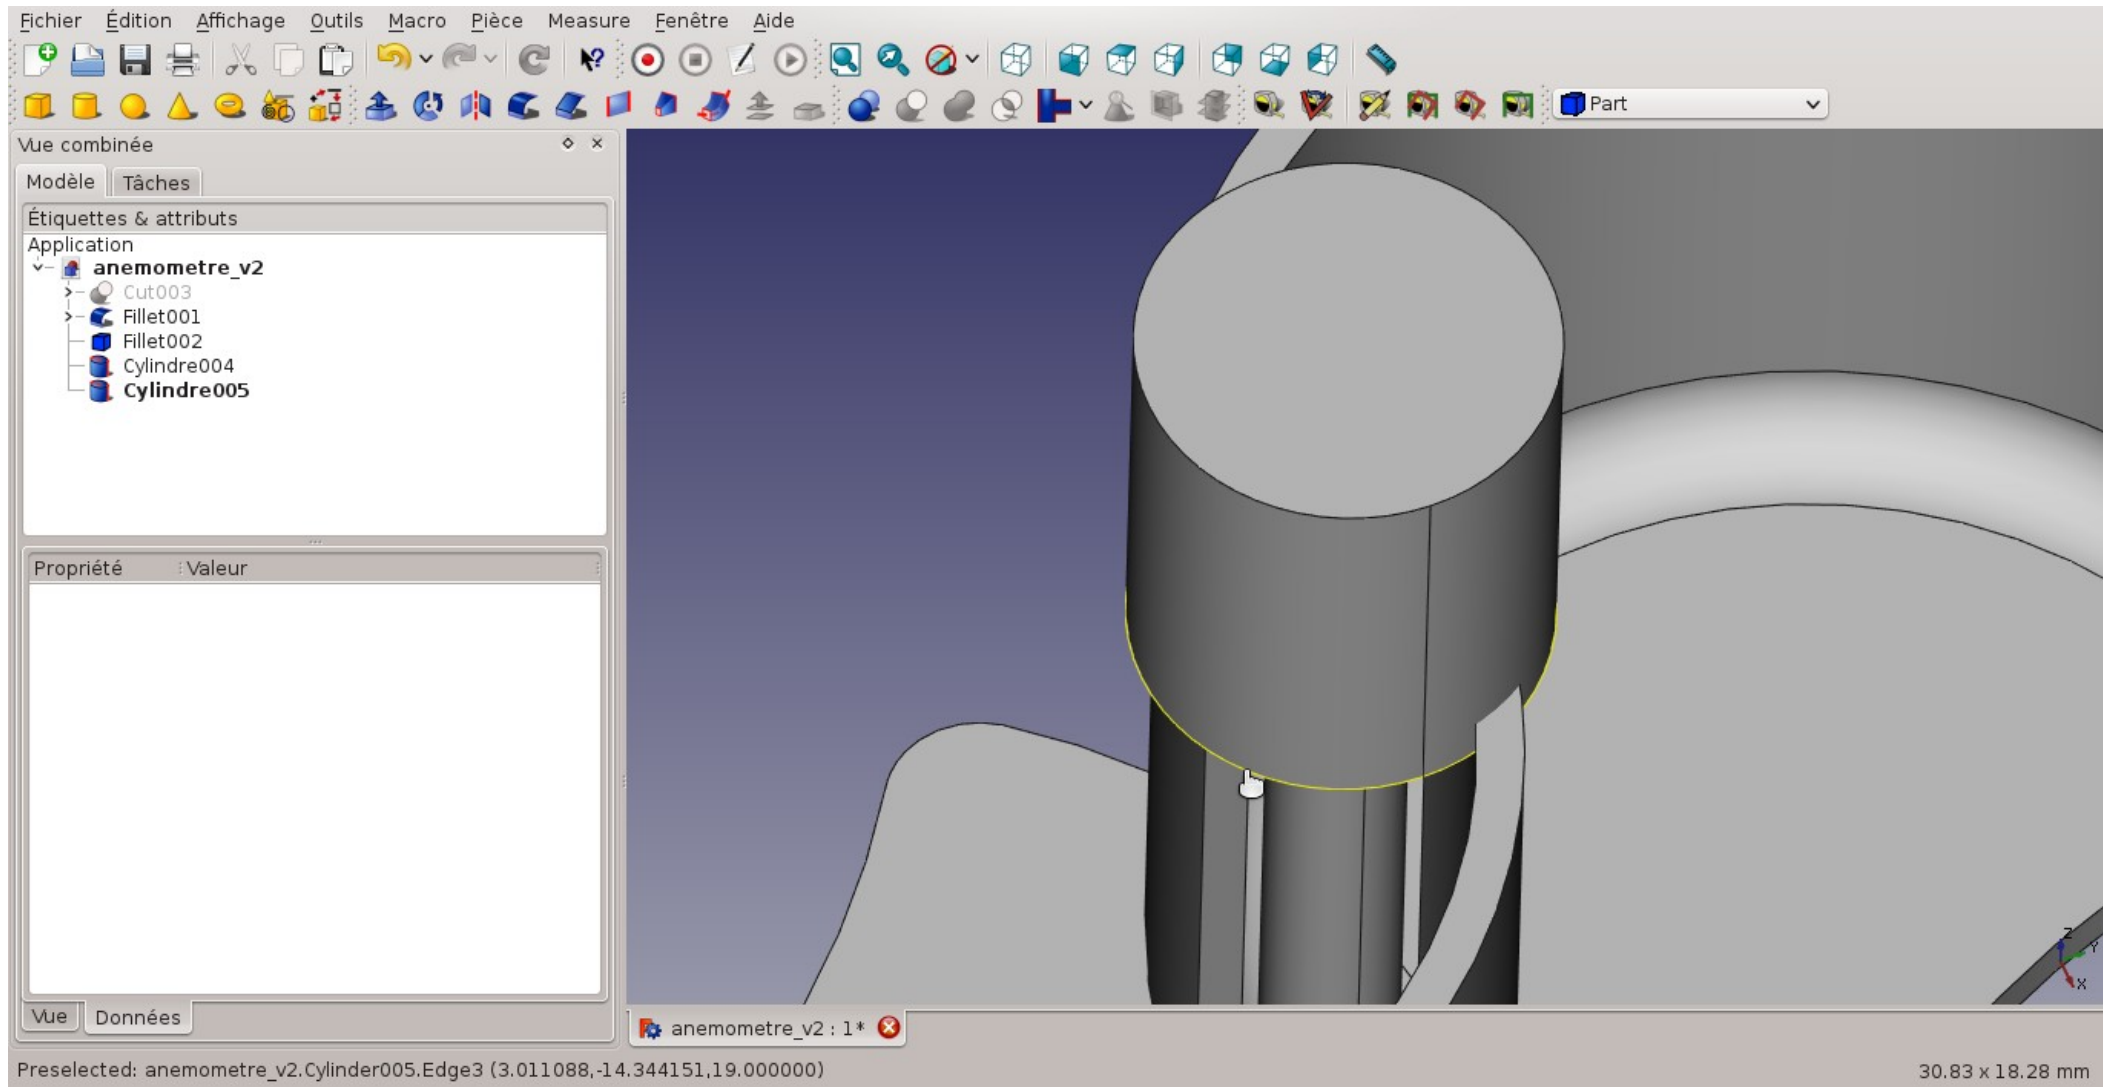 Fichier Édition Affichage Outils Macro Pièce Measure Fenêtre Aide
Part
Vue combinée
Modèle Tâches
Étiquettes & attributs
Application
anemometre_v2
Cut003
Fillet001
Fillet002
Cylindre004
Cylindre005
Propriété Valeur
Vue Données
Z
Y
X
anemometre_v2 : 1*
Preselected: anemometre_v2.Cylinder005.Edge3 (3.011088,-14.344151,19.000000)
30.83 x 18.28 mm